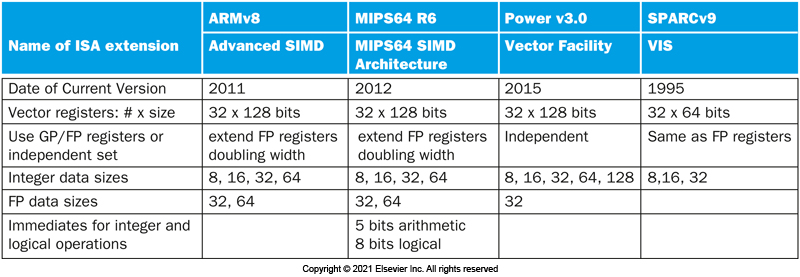 ARMv8 MIPS64 R6 Power v3.0 SPARCv9
Name of ISA extension Advanced SIMD MIPS64 SIMD Architecture Vector Facility VIS
Date of Current Version 2011 2012 2015 1995
Vector registers: # x size 32 x 128 bits 32 x 128 bits 32 x 128 bits 32 x 64 bits
Use GP/FP registers or independent set extend FP registers doubling width extend FP registers doubling width Independent Same as FP registers
Integer data sizes 8, 16, 32, 64 8, 16, 32, 64 8, 16, 32, 64, 128 8,16, 32
FP data sizes 32, 64 32, 64 32
Immediates for integer and logical operations 5 bits arithmetic 8 bits logical
Copyright © 2021 Elsevier Inc. All rights reserved